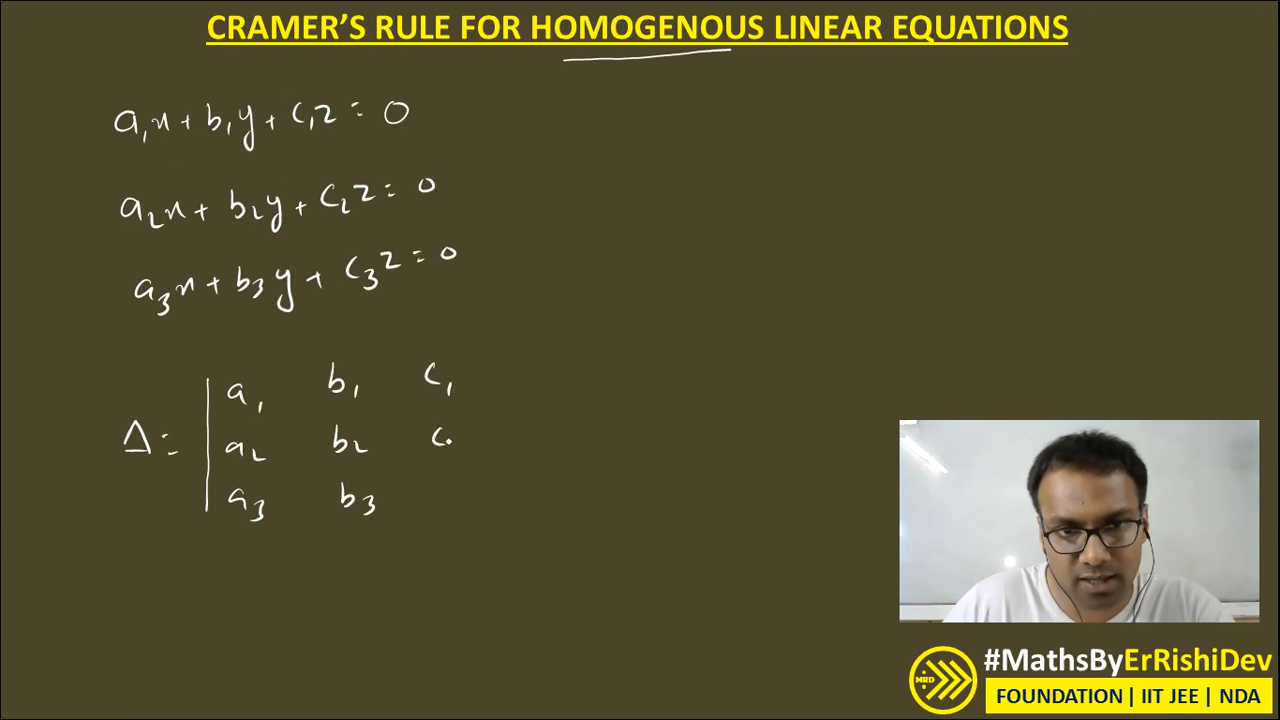 CRAMER'S RULE FOR HOMOGENOUS LINEAR EQUATIONS
a₁x + b₁y + c₁z = 0
a₂x + b₂y + c₂z = 0
a₃x + b₃y + c₃z = 0
Δ = | a₁ b₁ c₁
a₂ b₂ c
a₃ b₃
MRD
#MathsByErRishiDev
FOUNDATION | IIT JEE | NDA